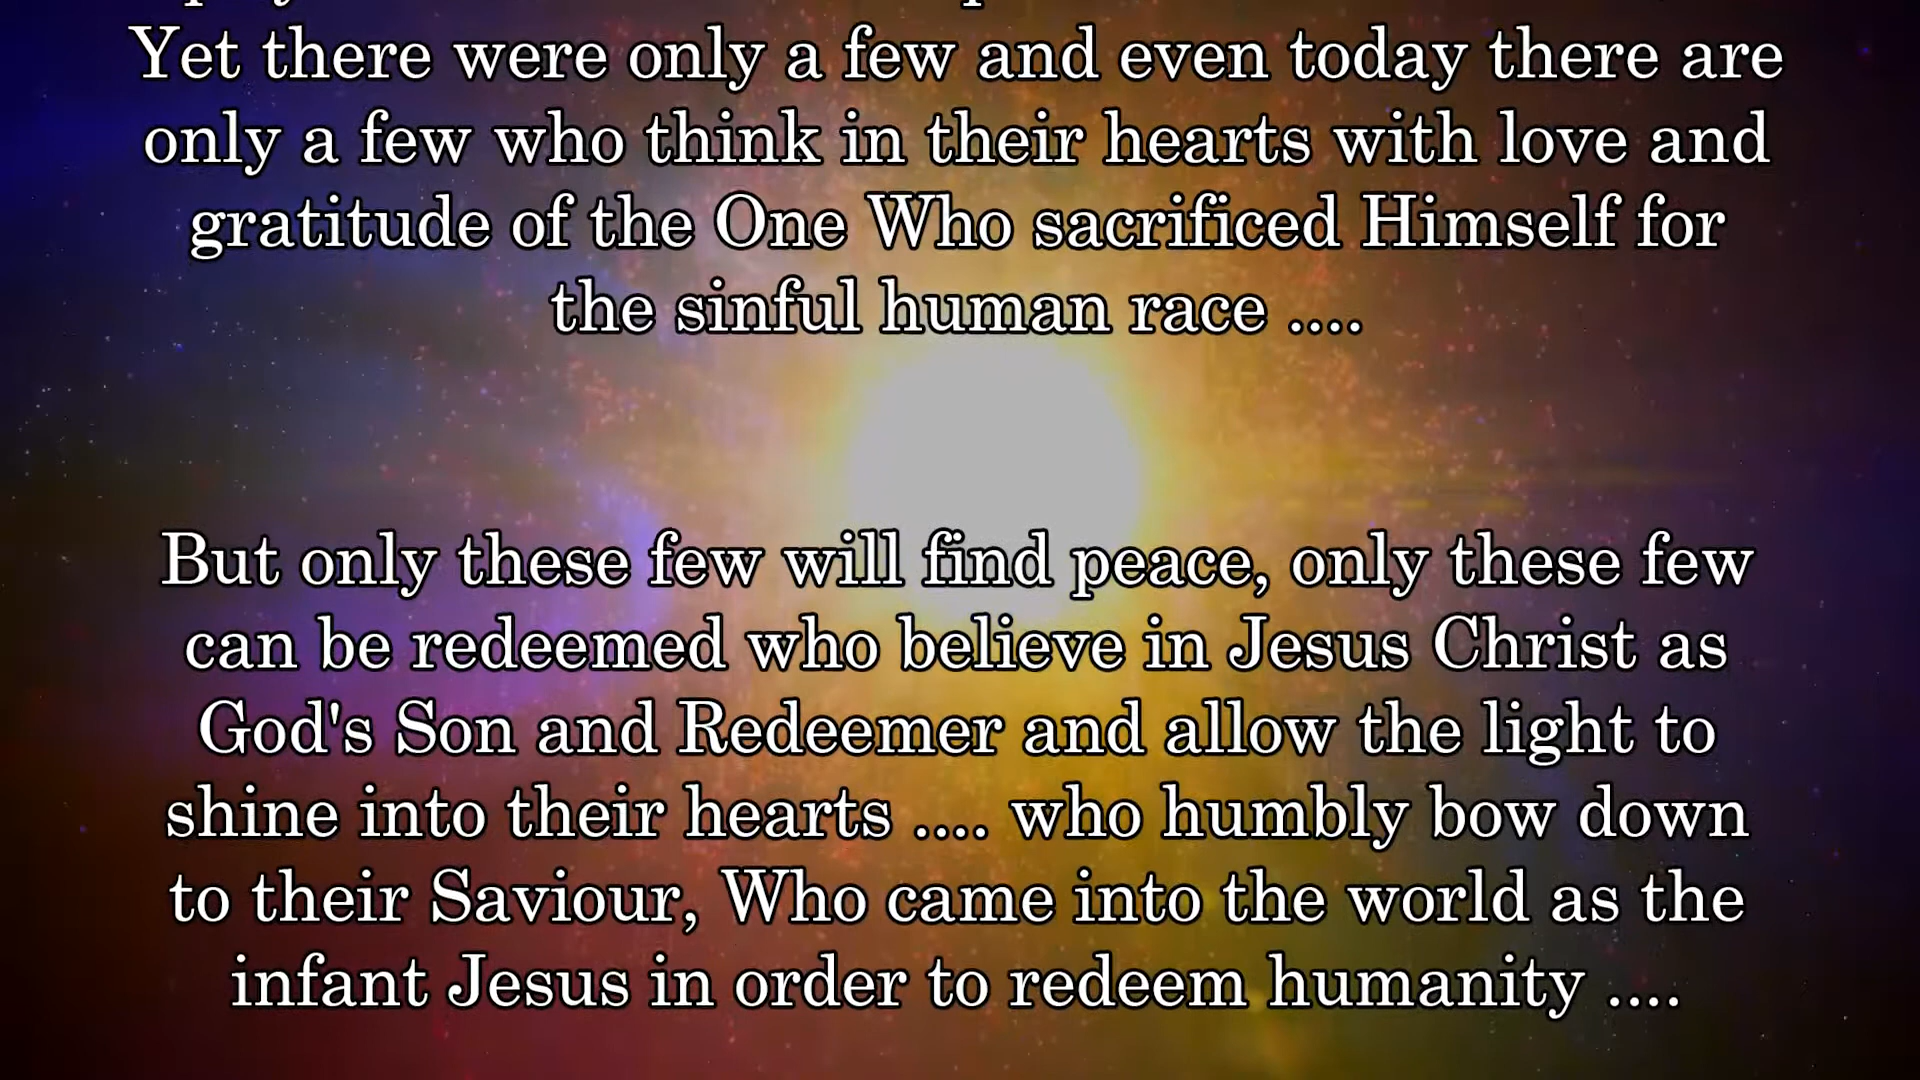 Yet there were only a few and even today there are
only a few who think in their hearts with love and
gratitude of the One Who sacrificed Himself for
the sinful human race ....
But only these few will find peace, only these few
can be redeemed who believe in Jesus Christ as
God's Son and Redeemer and allow the light to
shine into their hearts .... who humbly bow down
to their Saviour, Who came into the world as the
infant Jesus in order to redeem humanity ....